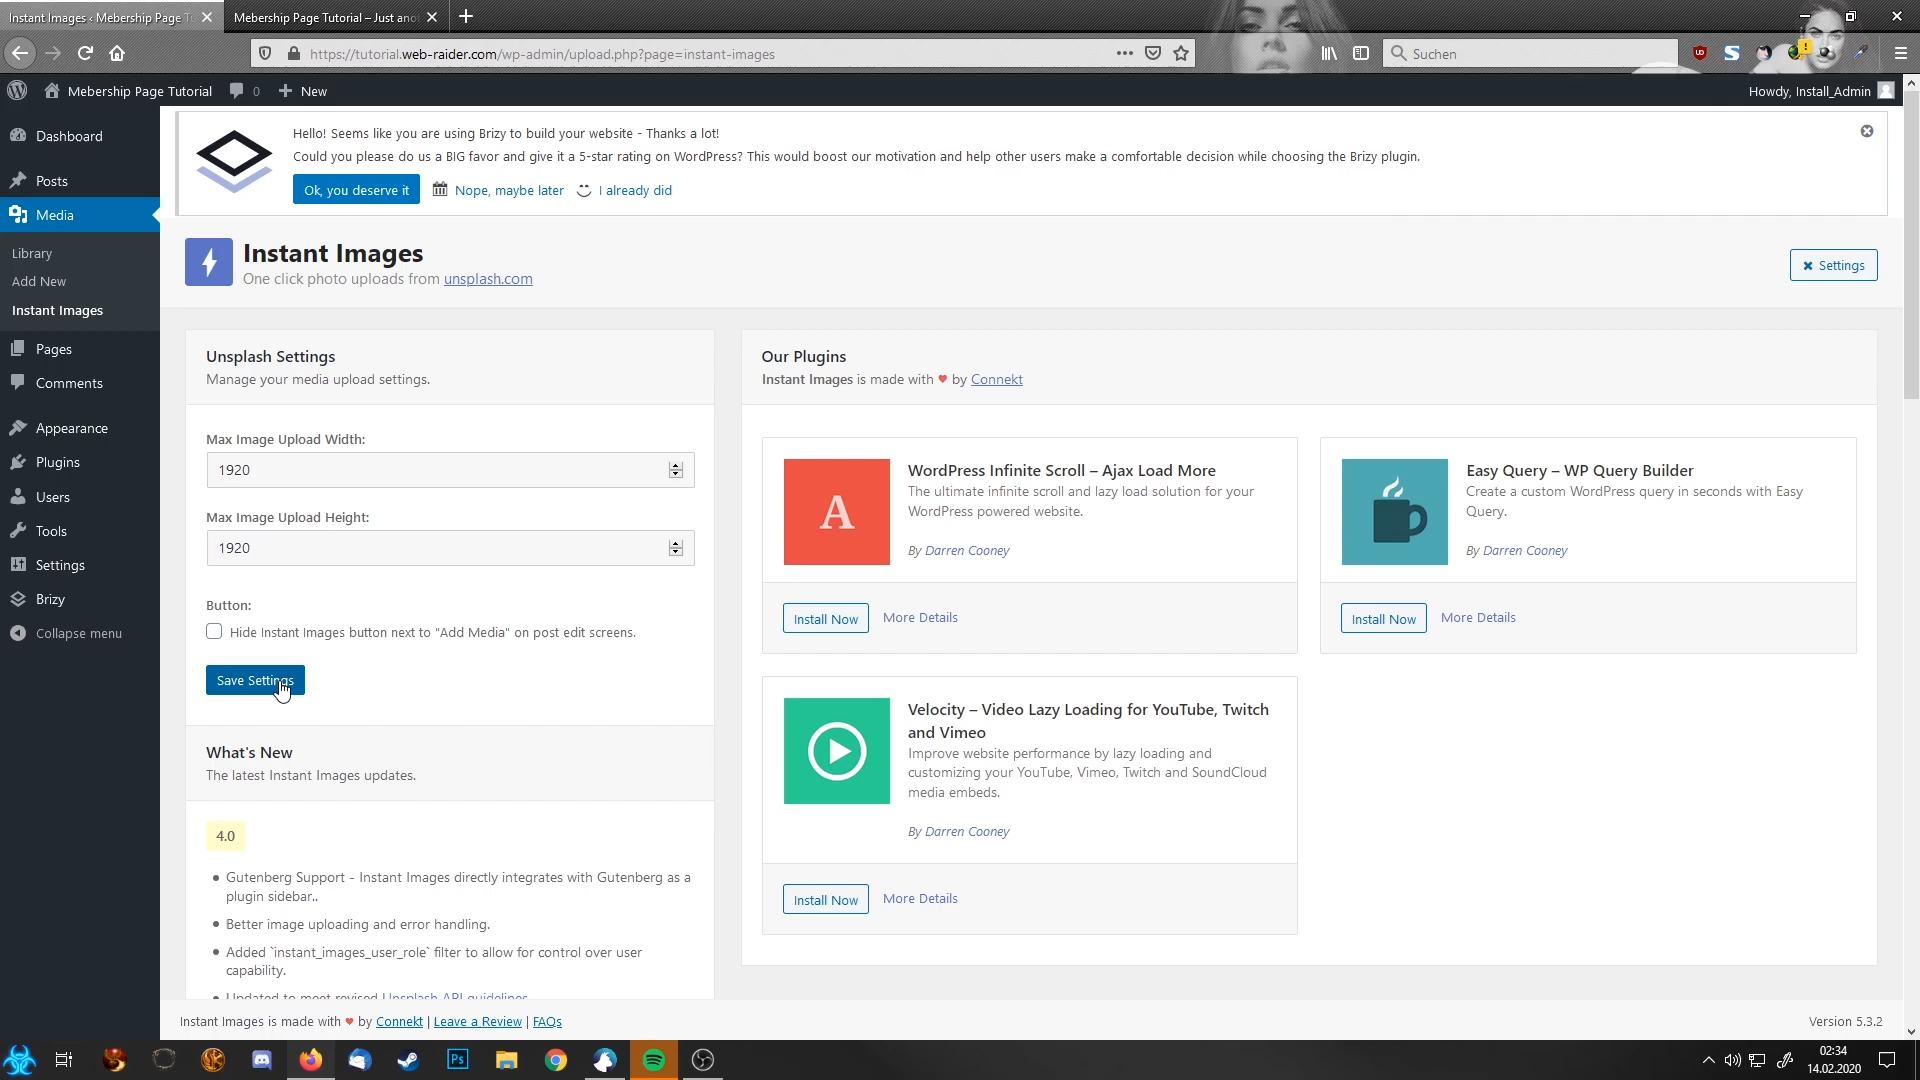 Instant Images ‹ Mebership Page T
Mebership Page Tutorial – Just ano
https://tutorial.web-raider.com/wp-admin/upload.php?page=instant-images
Suchen
Mebership Page Tutorial
0
New
Howdy, Install_Admin
Dashboard
Posts
Media
Library
Add New
Instant Images
Pages
Comments
Appearance
Plugins
Users
Tools
Settings
Brizy
Collapse menu
Hello! Seems like you are using Brizy to build your website - Thanks a lot!
Could you please do us a BIG favor and give it a 5-star rating on WordPress? This would boost our motivation and help other users make a comfortable decision while choosing the Brizy plugin.
Ok, you deserve it
Nope, maybe later
I already did
Instant Images
One click photo uploads from unsplash.com
Settings
Unsplash Settings
Manage your media upload settings.
Max Image Upload Width:
1920
Max Image Upload Height:
1920
Button:
Hide Instant Images button next to "Add Media" on post edit screens.
Save Settings
What's New
The latest Instant Images updates.
4.0
Gutenberg Support - Instant Images directly integrates with Gutenberg as a
plugin sidebar..
Better image uploading and error handling.
Added `instant_images_user_role` filter to allow for control over user
capability.
Updated to meet revised Unsplash API guidelines
Our Plugins
Instant Images is made with ♥ by Connekt
A
WordPress Infinite Scroll – Ajax Load More
The ultimate infinite scroll and lazy load solution for your
WordPress powered website.
By Darren Cooney
Install Now
More Details
Easy Query – WP Query Builder
Create a custom WordPress query in seconds with Easy
Query.
By Darren Cooney
Install Now
More Details
Velocity – Video Lazy Loading for YouTube, Twitch
and Vimeo
Improve website performance by lazy loading and
customizing your YouTube, Vimeo, Twitch and SoundCloud
media embeds.
By Darren Cooney
Install Now
More Details
Instant Images is made with ♥ by Connekt | Leave a Review | FAQs
Version 5.3.2
Ps
02:34
14.02.2020